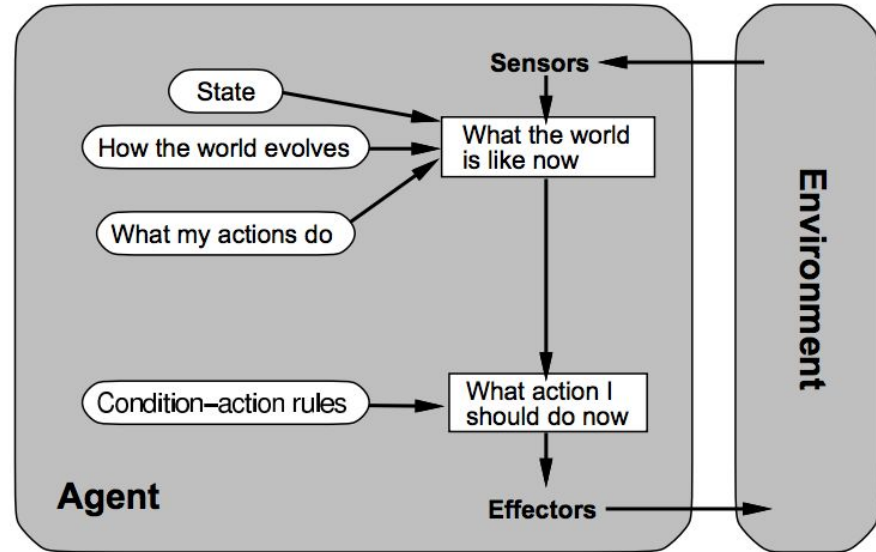 Sensors
State
What the world
is like now
How the world evolves
What my actions do
Environment
Condition–action rules
What action I
should do now
Agent
Effectors